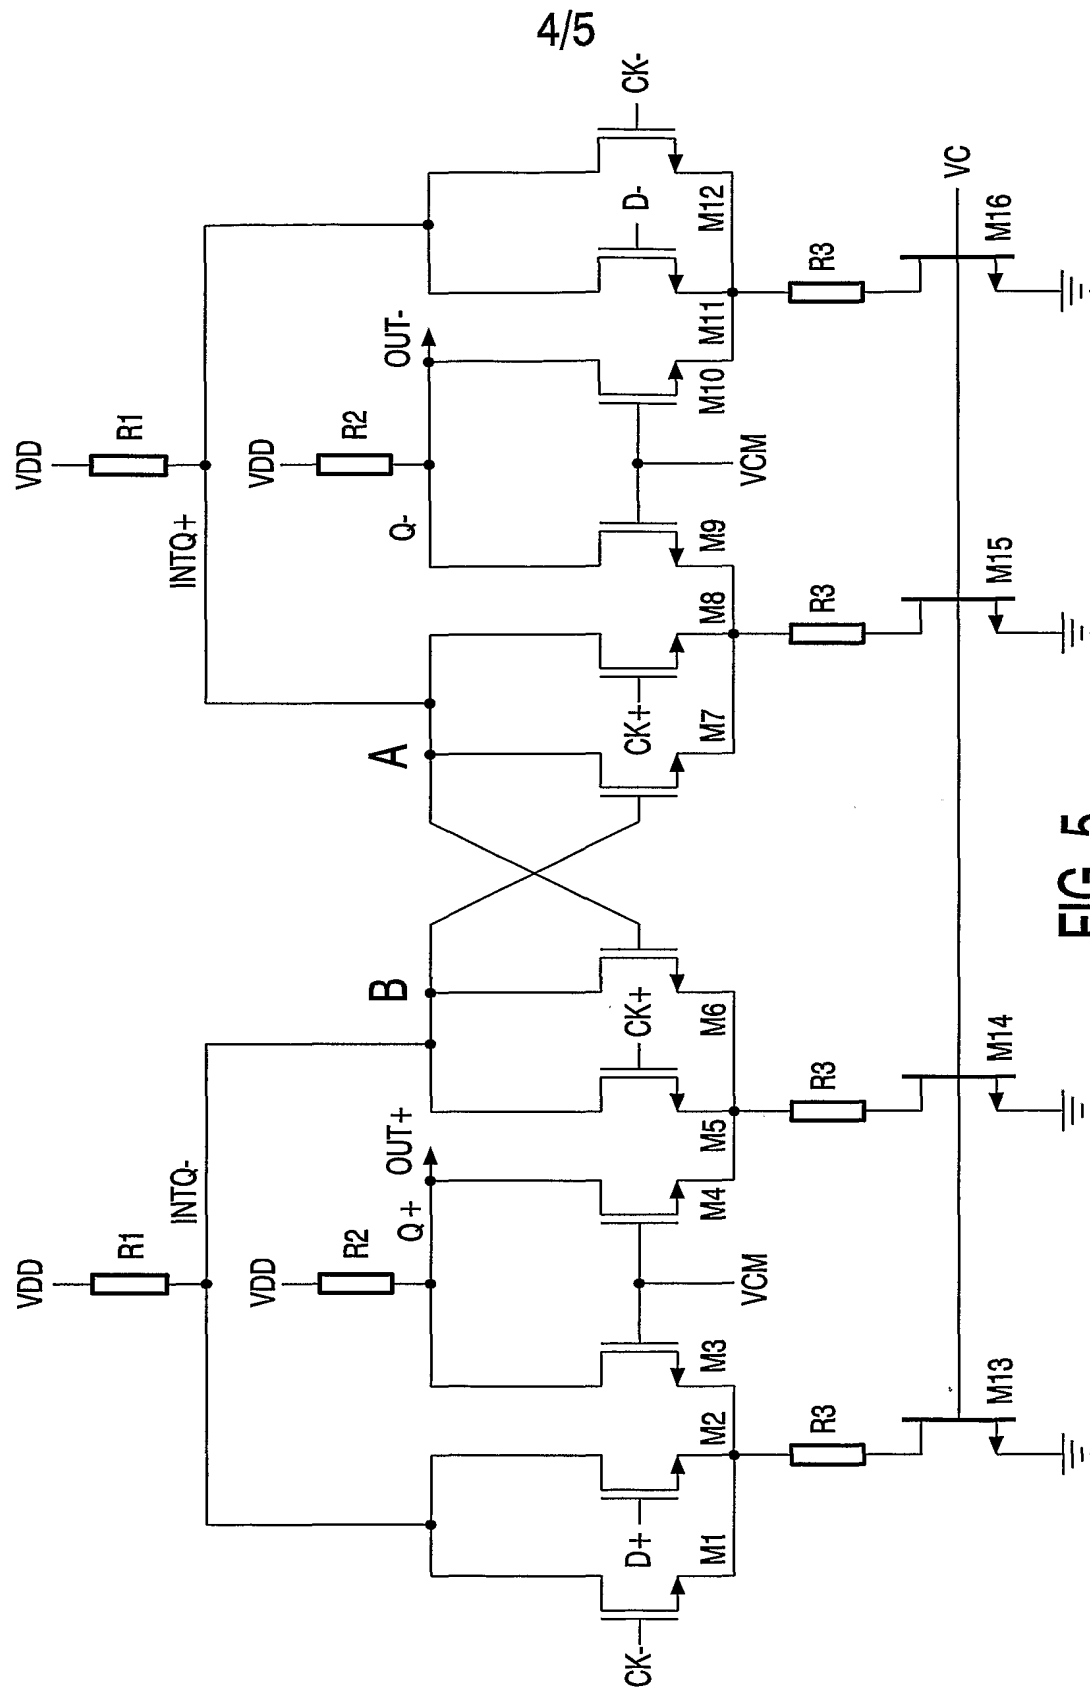 4/5
VDD
R1
INTQ-
VDD
R2
Q+
OUT+
B
A
VDD
R1
INTQ+
VDD
R2
Q-
OUT-
CK-
D+
M1
M2
M3
VCM
M4
M5
CK+
M6
M7
CK+
M8
M9
VCM
M10
M11
D-
M12
CK-
R3
R3
R3
R3
M13
M14
M15
M16
VC
FIG. 5